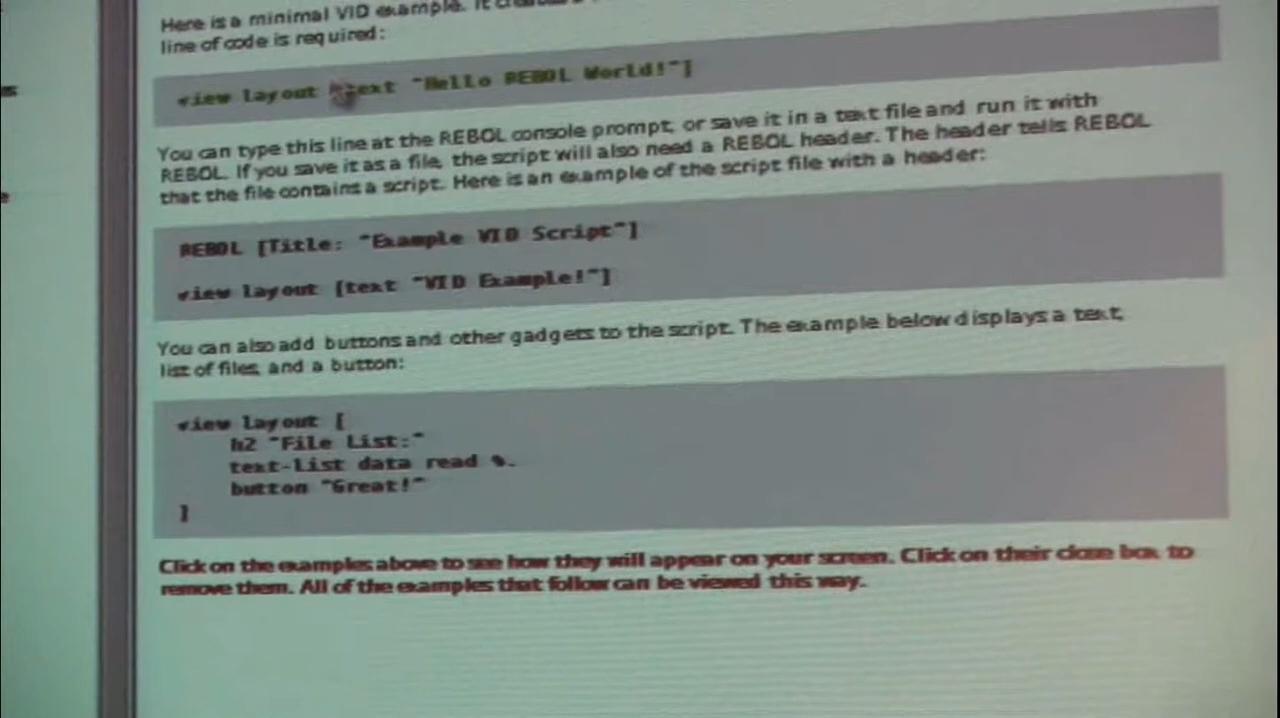 Here is a minimal VID example. It
line of code is required:
view layout [text "Hello REBOL World!"]
You can type this line at the REBOL console prompt, or save it in a text file and run it with
REBOL. If you save it as a file, the script will also need a REBOL header. The header tells REBOL
that the file contains a script. Here is an example of the script file with a header:
REBOL [Title: "Example VID Script"]
view layout [text "VID Example!"]
You can also add buttons and other gadgets to the script. The example below displays a text,
list of files, and a button:
view layout [
h2 "File List:"
text-list data read %.
button "Great!"
]
Click on the examples above to see how they will appear on your screen. Click on their close box to
remove them. All of the examples that follow can be viewed this way.